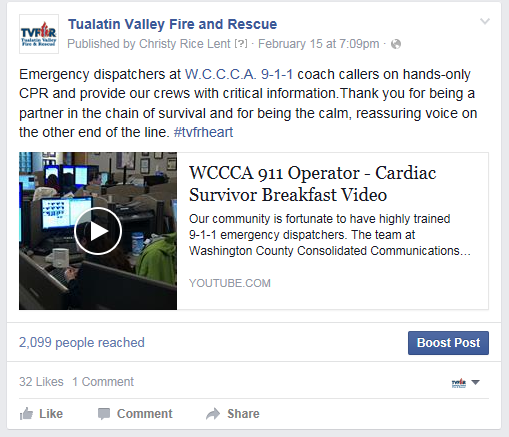 TVF&R
Tualatin Valley
Fire & Rescue
Tualatin Valley Fire and Rescue
Published by Christy Rice Lent [?] · February 15 at 7:09pm ·
Emergency dispatchers at W.C.C.C.A. 9-1-1 coach callers on hands-only
CPR and provide our crews with critical information.Thank you for being a
partner in the chain of survival and for being the calm, reassuring voice on
the other end of the line. #tvfrheart
WCCCA 911 Operator - Cardiac
Survivor Breakfast Video
Our community is fortunate to have highly trained
9-1-1 emergency dispatchers. The team at
Washington County Consolidated Communications…
YOUTUBE.COM
2,099 people reached
Boost Post
32 Likes 1 Comment
Like Comment Share